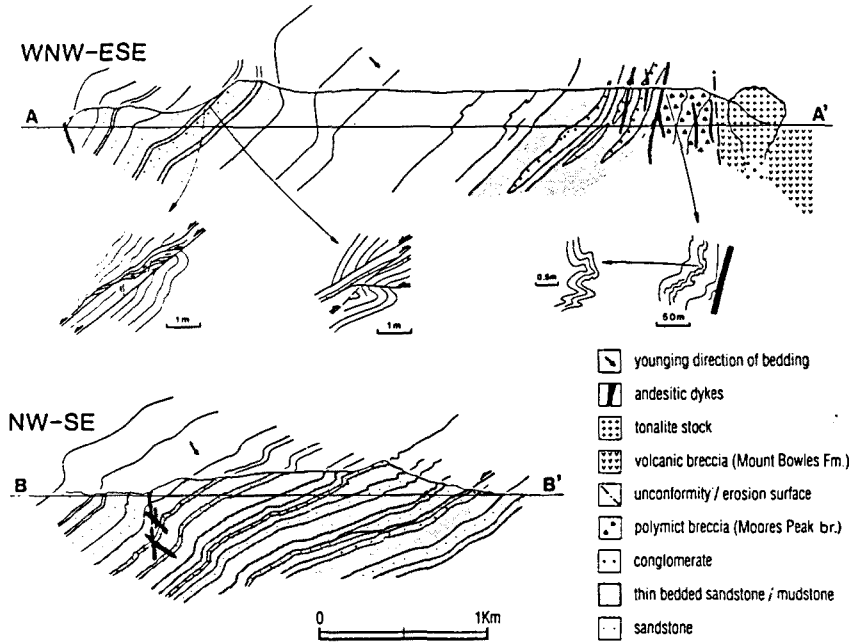 WNW-ESE
A
i
A'
1m
1m
0.5m
50m
NW-SE
B
B'
0
1Km
younging direction of bedding
andesitic dykes
tonalite stock
volcanic breccia (Mount Bowles Fm.)
unconformity / erosion surface
polymict breccia (Moores Peak br.)
conglomerate
thin bedded sandstone / mudstone
sandstone